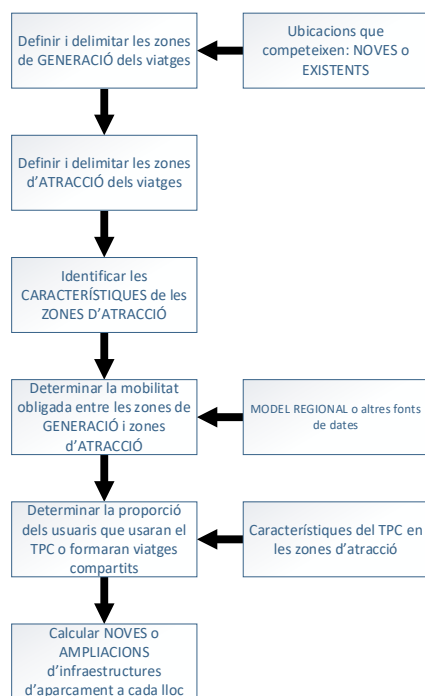 Definir i delimitar les zones
de GENERACIÓ dels viatges
Ubicacions que
competeixen: NOVES o
EXISTENTS
Definir i delimitar les zones
d’ATRACCIÓ dels viatges
Identificar les
CARACTERÍSTIQUES de les
ZONES D’ATRACCIÓ
Determinar la mobilitat
obligada entre les zones de
GENERACIÓ i zones
d’ATRACCIÓ
MODEL REGIONAL o altres fonts
de dates
Determinar la proporció
dels usuaris que usaran el
TPC o formaran viatges
compartits
Característiques del TPC en
les zones d’atracció
Calcular NOVES o
AMPLIACIONS
d’infraestructures
d’aparcament a cada lloc